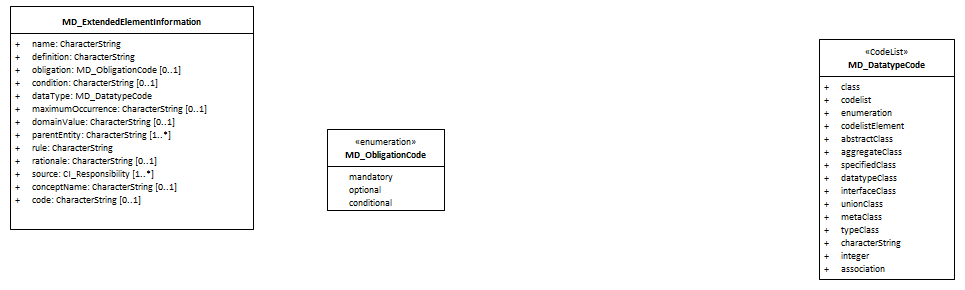 MD_ExtendedElementInformation
+ name: CharacterString
+ definition: CharacterString
+ obligation: MD_ObligationCode [0..1]
+ condition: CharacterString [0..1]
+ dataType: MD_DatatypeCode
+ maximumOccurrence: CharacterString [0..1]
+ domainValue: CharacterString [0..1]
+ parentEntity: CharacterString [1..*]
+ rule: CharacterString
+ rationale: CharacterString [0..1]
+ source: CI_Responsibility [1..*]
+ conceptName: CharacterString [0..1]
+ code: CharacterString [0..1]
«enumeration»
MD_ObligationCode
mandatory
optional
conditional
«CodeList»
MD_DatatypeCode
+ class
+ codelist
+ enumeration
+ codelistElement
+ abstractClass
+ aggregateClass
+ specifiedClass
+ datatypeClass
+ interfaceClass
+ unionClass
+ metaClass
+ typeClass
+ characterString
+ integer
+ association